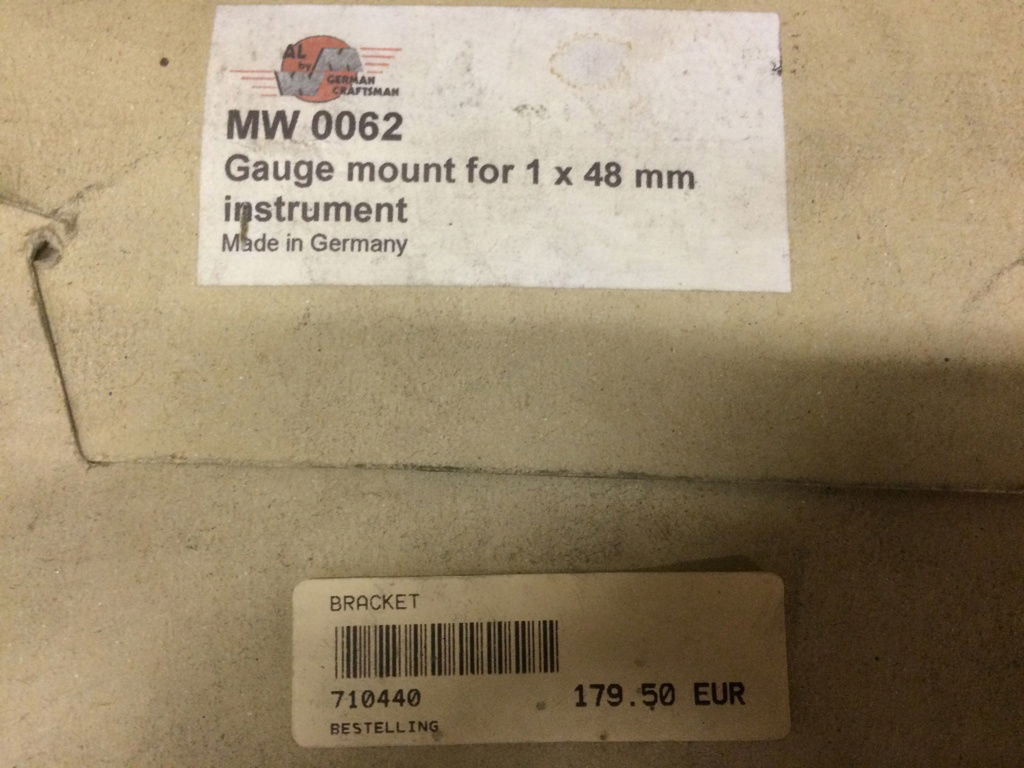 AL
by
WM
GERMAN
CRAFTSMAN
MW 0062
Gauge mount for 1 x 48 mm
instrument
Made in Germany
BRACKET
710440 179.50 EUR
BESTELLING